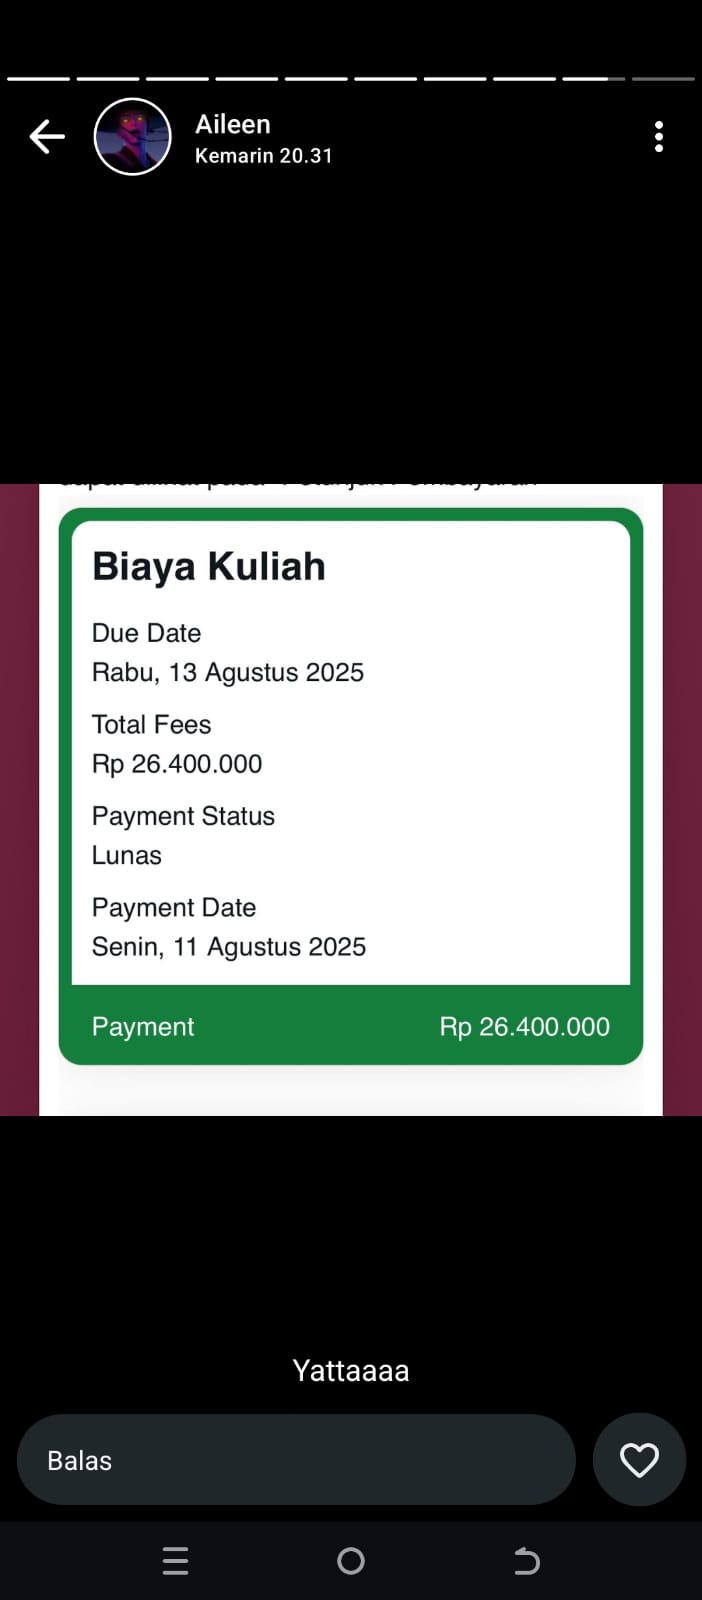 Aileen
Kemarin 20.31
Biaya Kuliah
Due Date
Rabu, 13 Agustus 2025
Total Fees
Rp 26.400.000
Payment Status
Lunas
Payment Date
Senin, 11 Agustus 2025
Payment Rp 26.400.000
Yattaaaa
Balas